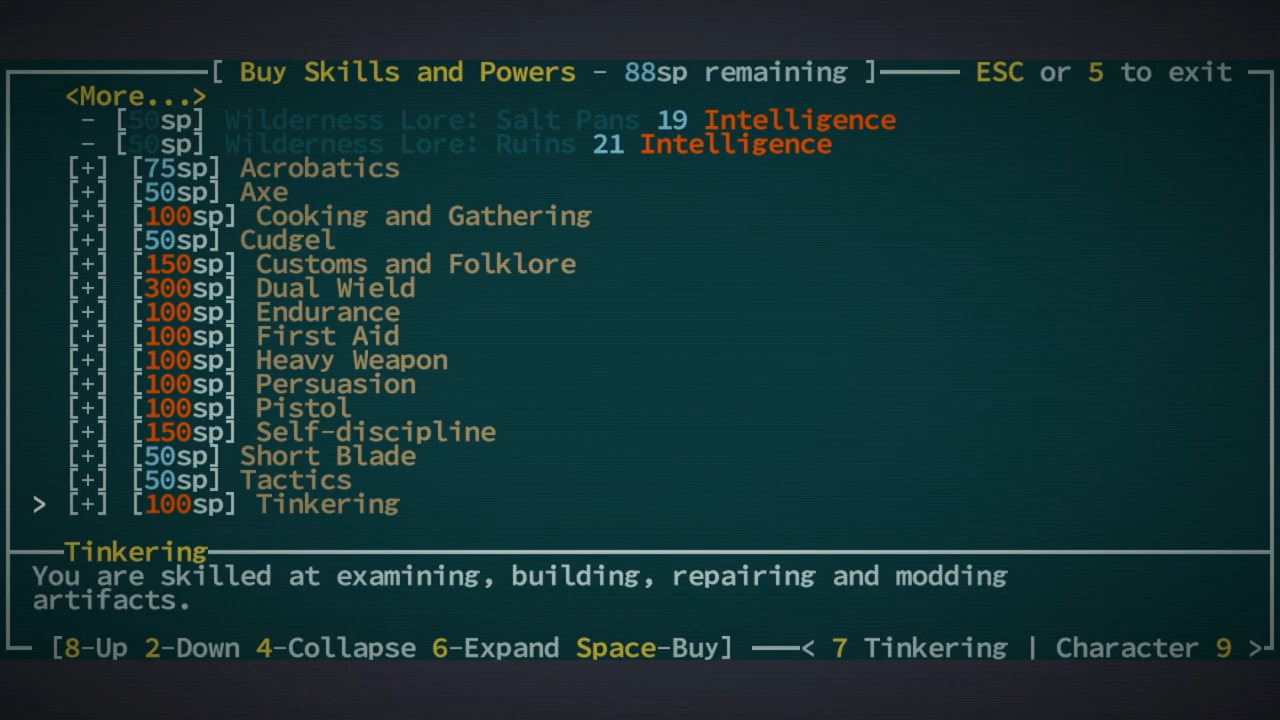 [ Buy Skills and Powers - 88sp remaining ] ESC or 5 to exit
<More...>
- [50sp] Wilderness Lore: Salt Pans 19 Intelligence
- [50sp] Wilderness Lore: Ruins 21 Intelligence
[+] [75sp] Acrobatics
[+] [50sp] Axe
[+] [100sp] Cooking and Gathering
[+] [50sp] Cudgel
[+] [150sp] Customs and Folklore
[+] [300sp] Dual Wield
[+] [100sp] Endurance
[+] [100sp] First Aid
[+] [100sp] Heavy Weapon
[+] [100sp] Persuasion
[+] [100sp] Pistol
[+] [150sp] Self-discipline
[+] [50sp] Short Blade
[+] [50sp] Tactics
> [+] [100sp] Tinkering
Tinkering
You are skilled at examining, building, repairing and modding
artifacts.
[8-Up 2-Down 4-Collapse 6-Expand Space-Buy] < 7 Tinkering | Character 9 >